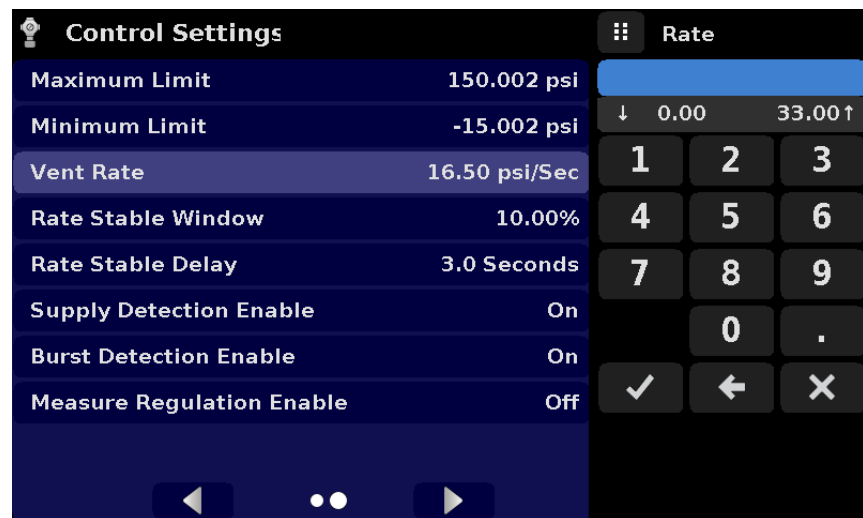 Control Settings
Maximum Limit 150.002 psi
Minimum Limit -15.002 psi
Vent Rate 16.50 psi/Sec
Rate Stable Window 10.00%
Rate Stable Delay 3.0 Seconds
Supply Detection Enable On
Burst Detection Enable On
Measure Regulation Enable Off
Rate
↓ 0.00 33.00↑
1 2 3
4 5 6
7 8 9
0 .